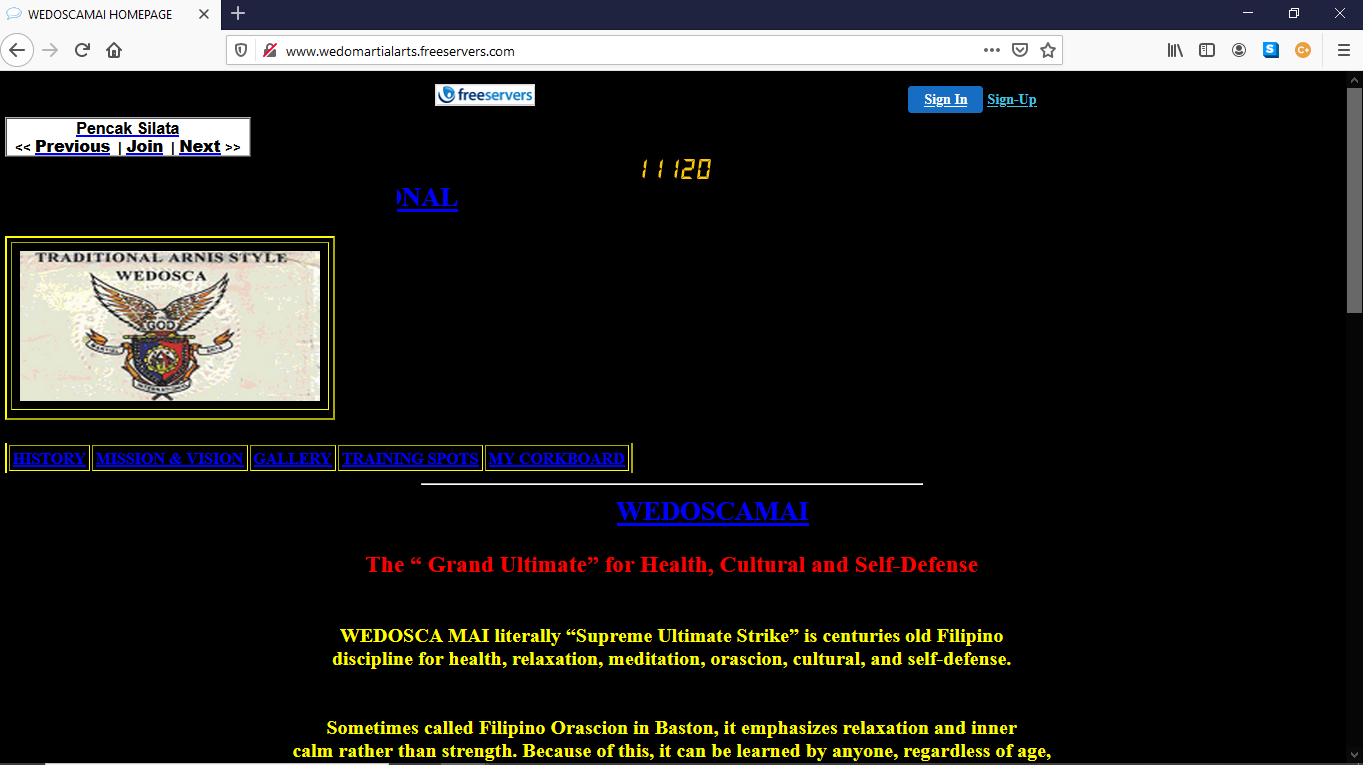 WEDOSCAMAI HOMEPAGE
www.wedomartialarts.freeservers.com
freeservers
Sign In Sign-Up
Pencak Silata
<< Previous | Join | Next >>
11120
ONAL
TRADITIONAL ARNIS STYLE
WEDOSCA
GOD
INTERNATIONAL
HISTORY MISSION & VISION GALLERY TRAINING SPOTS MY CORKBOARD
WEDOSCAMAI
The “ Grand Ultimate” for Health, Cultural and Self-Defense
WEDOSCA MAI literally “Supreme Ultimate Strike” is centuries old Filipino
discipline for health, relaxation, meditation, orascion, cultural, and self-defense.
Sometimes called Filipino Orascion in Baston, it emphasizes relaxation and inner
calm rather than strength. Because of this, it can be learned by anyone, regardless of age,